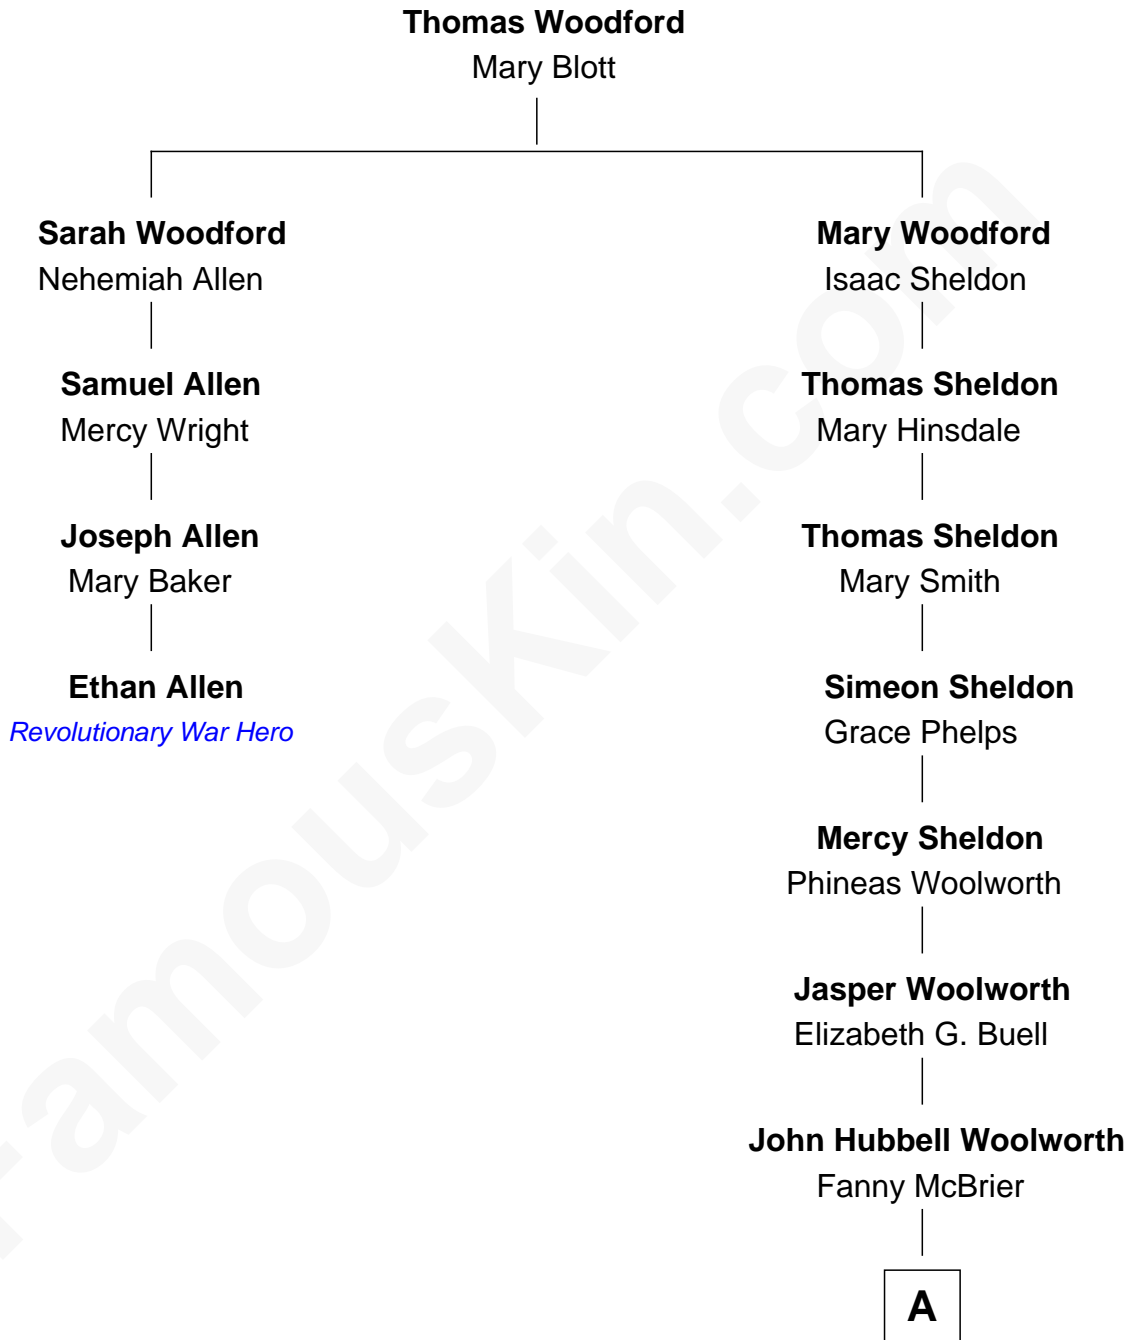 Thomas Woodford
Mary Blott
Sarah Woodford
Nehemiah Allen
Mary Woodford
Isaac Sheldon
Samuel Allen
Mercy Wright
Thomas Sheldon
Mary Hinsdale
Joseph Allen
Mary Baker
Thomas Sheldon
Mary Smith
Ethan Allen
Revolutionary War Hero
Simeon Sheldon
Grace Phelps
Mercy Sheldon
Phineas Woolworth
Jasper Woolworth
Elizabeth G. Buell
John Hubbell Woolworth
Fanny McBrier
A
FamousKin.com